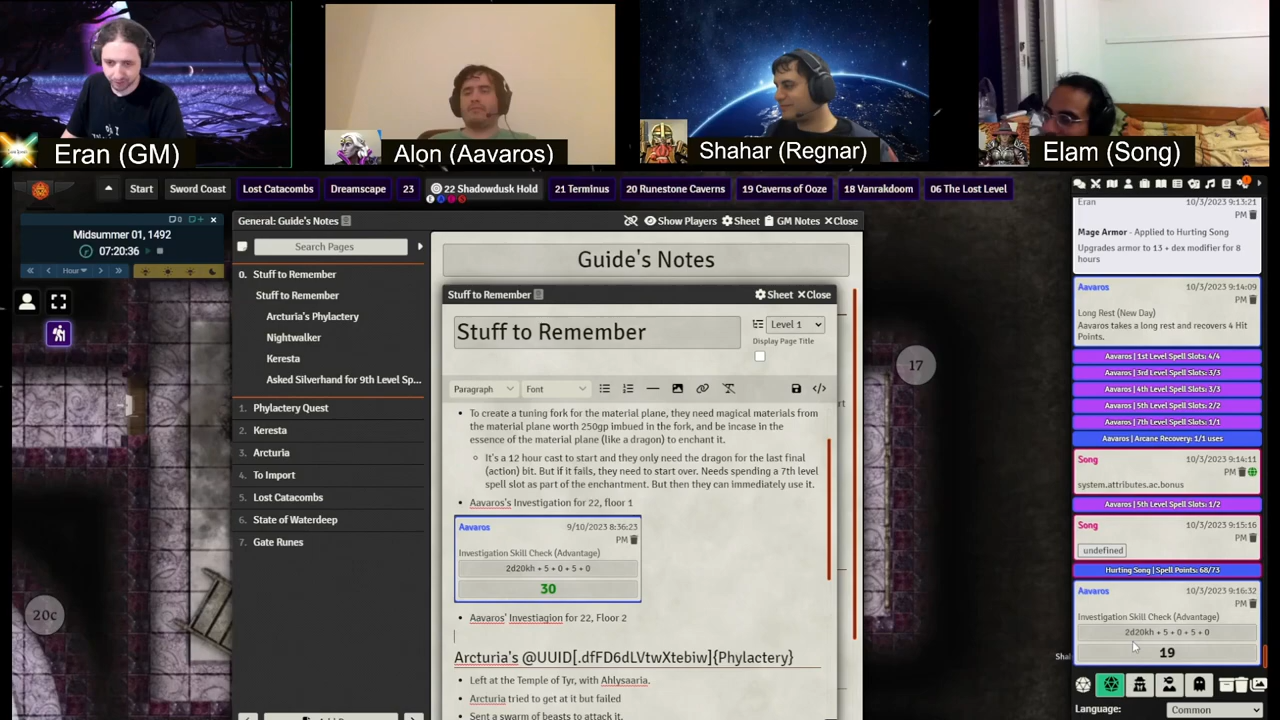 Eran (GM)
Alon (Aavaros)
Shahar (Regnar)
Elam (Song)
Start
Sword Coast
Lost Catacombs
Dreamscape
23
22 Shadowdusk Hold
21 Terminus
20 Runestone Caverns
19 Caverns of Ooze
18 Vanrakdoom
06 The Lost Level
Midsummer 01, 1492
07:20:36
Hour
General: Guide's Notes
Show Players
Sheet
GM Notes
Close
Search Pages
0. Stuff to Remember
Stuff to Remember
Arcturia's Phylactery
Nightwalker
Keresta
Asked Silverhand for 9th Level Sp...
1. Phylactery Quest
2. Keresta
3. Arcturia
4. To Import
5. Lost Catacombs
6. State of Waterdeep
7. Gate Runes
Guide's Notes
Stuff to Remember
Sheet
Close
Stuff to Remember
Level 1
Display Page Title
Paragraph
Font
To create a tuning fork for the material plane, they need magical materials from
the material plane worth 250gp imbued in the fork, and be incase in the
essence of the material plane (like a dragon) to enchant it.
It's a 12 hour cast to start and they only need the dragon for the last final
(action) bit. But if it fails, they need to start over. Needs spending a 7th level
spell slot as part of the enchantment. But then they can immediately use it.
Aavaros's Investigation for 22, floor 1
Aavaros 9/10/2023 8:36:23
PM
Investigation Skill Check (Advantage)
2d20kh + 5 + 0 + 5 + 0
30
Aavaros' Investiagion for 22, Floor 2
Arcturia's @UUID[.dfFD6dLVtwXtebiw]{Phylactery}
Left at the Temple of Tyr, with Ahlysaaria.
Arcturia tried to get at it but failed
Sent a swarm of beasts to attack it.
17
20c
Eran 10/3/2023 9:13:21
PM
Mage Armor - Applied to Hurting Song
Upgrades armor to 13 + dex modifier for 8
hours
Aavaros 10/3/2023 9:14:09
PM
Long Rest (New Day)
Aavaros takes a long rest and recovers 4 Hit
Points.
Aavaros | 1st Level Spell Slots: 4/4
Aavaros | 3rd Level Spell Slots: 3/3
Aavaros | 4th Level Spell Slots: 3/3
Aavaros | 5th Level Spell Slots: 2/2
Aavaros | 7th Level Spell Slots: 1/1
Aavaros | Arcane Recovery: 1/1 uses
Song 10/3/2023 9:14:11
PM
system.attributes.ac.bonus
Aavaros | 5th Level Spell Slots: 1/2
Song 10/3/2023 9:15:16
PM
undefined
Hurting Song | Spell Points: 68/73
Aavaros 10/3/2023 9:16:32
PM
Investigation Skill Check (Advantage)
2d20kh + 5 + 0 + 5 + 0
19
Language:
Common